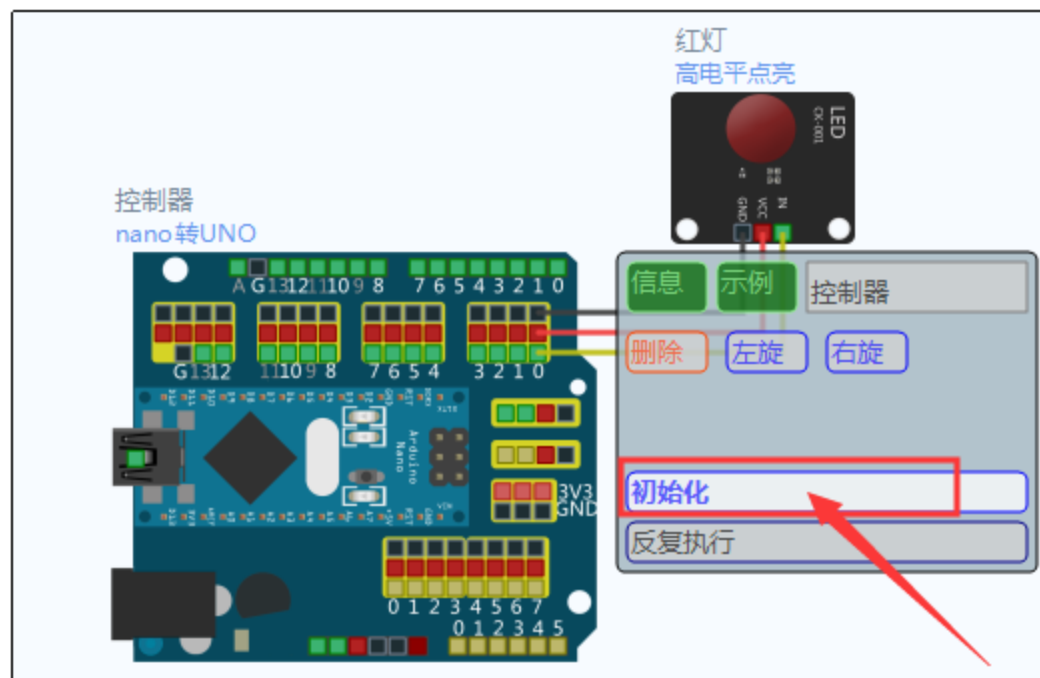 红灯
高电平点亮
LED
CK-001
GND
VCC
IN
控制器
nano转UNO
A G 13 12 11 10 9 8
7 6 5 4 3 2 1 0
G 13 12
11 10 9 8
7 6 5 4
3 2 1 0
信息
示例
控制器
删除
左旋
右旋
初始化
反复执行
Arduino
Nano
3V3
GND
0 1 2 3 4 5 6 7
0 1 2 3 4 5